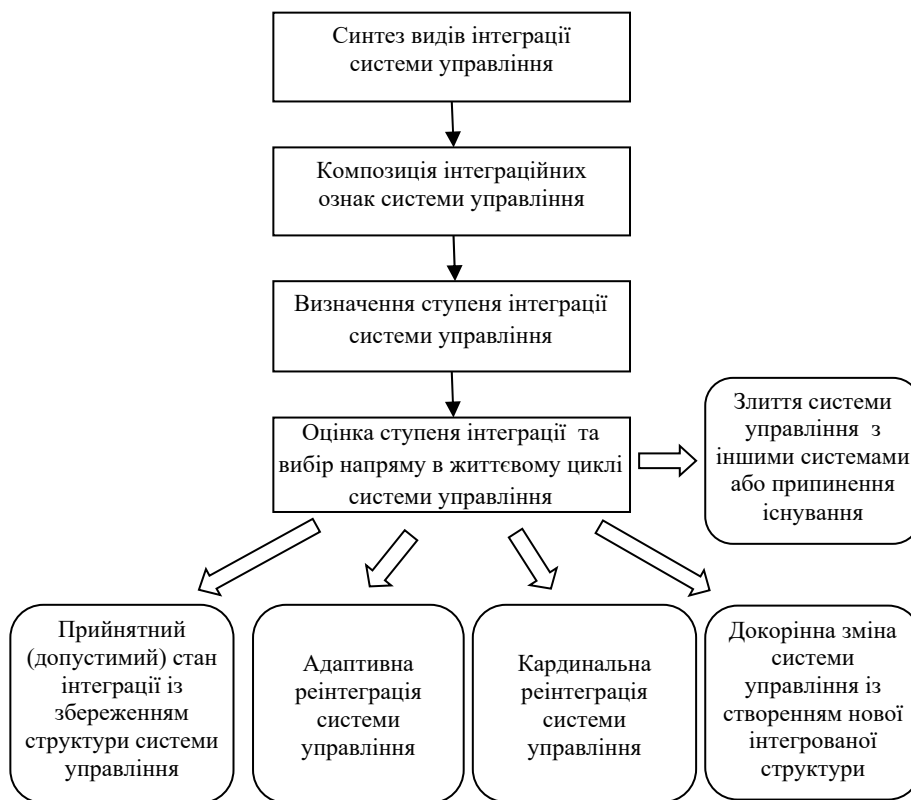 Синтез видів інтеграції
системи управління
Композиція інтеграційних
ознак системи управління
Визначення ступеня інтеграції
системи управління
Оцінка ступеня інтеграції та
вибір напряму в життєвому циклі
системи управління
Злиття системи
управління з
іншими системами
або припинення
існування
Прийнятний
(допустимий) стан
інтеграції із
збереженням
структури системи
управління
Адаптивна
реінтеграція
системи
управління
Кардинальна
реінтеграція
системи
управління
Докорінна зміна
системи
управління із
створенням нової
інтегрованої
структури